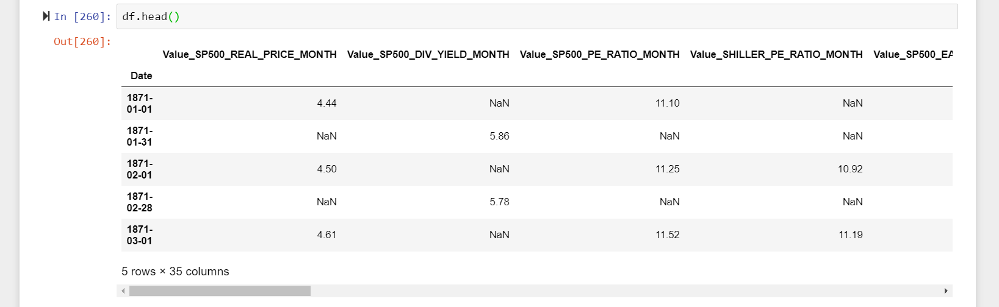 In [260]: df.head()
Out[260]:
Value_SP500_REAL_PRICE_MONTH Value_SP500_DIV_YIELD_MONTH Value_SP500_PE_RATIO_MONTH Value_SHILLER_PE_RATIO_MONTH Value_SP500_EA
Date
1871-01-01 4.44 NaN 11.10 NaN
1871-01-31 NaN 5.86 NaN NaN
1871-02-01 4.50 NaN 11.25 10.92
1871-02-28 NaN 5.78 NaN NaN
1871-03-01 4.61 NaN 11.52 11.19
5 rows × 35 columns